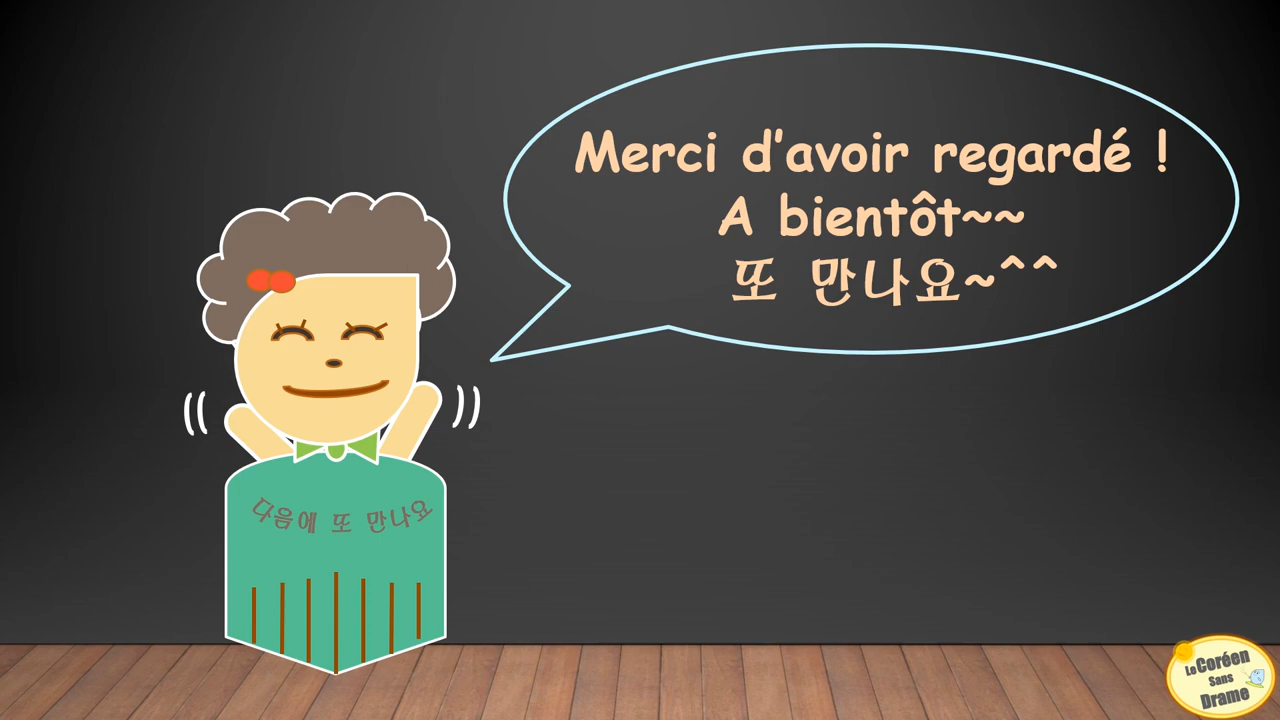 Merci d’avoir regardé !
A bientôt~~
또 만나요~^^
다음에 또 만나요
Le Coréen
Sans
Drame